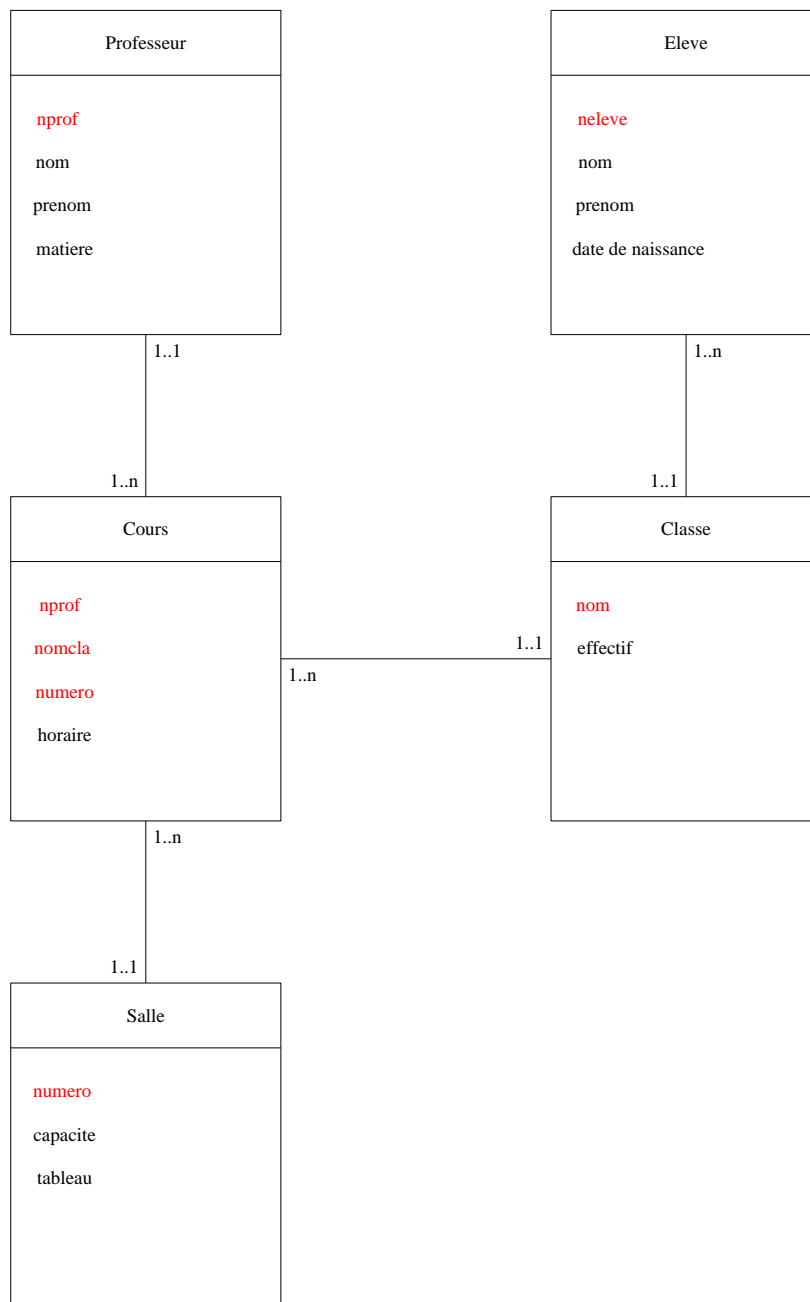 Professeur
nprof
nom
prenom
matiere
1..1
1..n
Eleve
neleve
nom
prenom
date de naissance
1..n
1..1
Cours
nprof
nomcla
numero
horaire
1..n
1..1
Classe
nom
effectif
1..n
1..1
Salle
numero
capacite
tableau